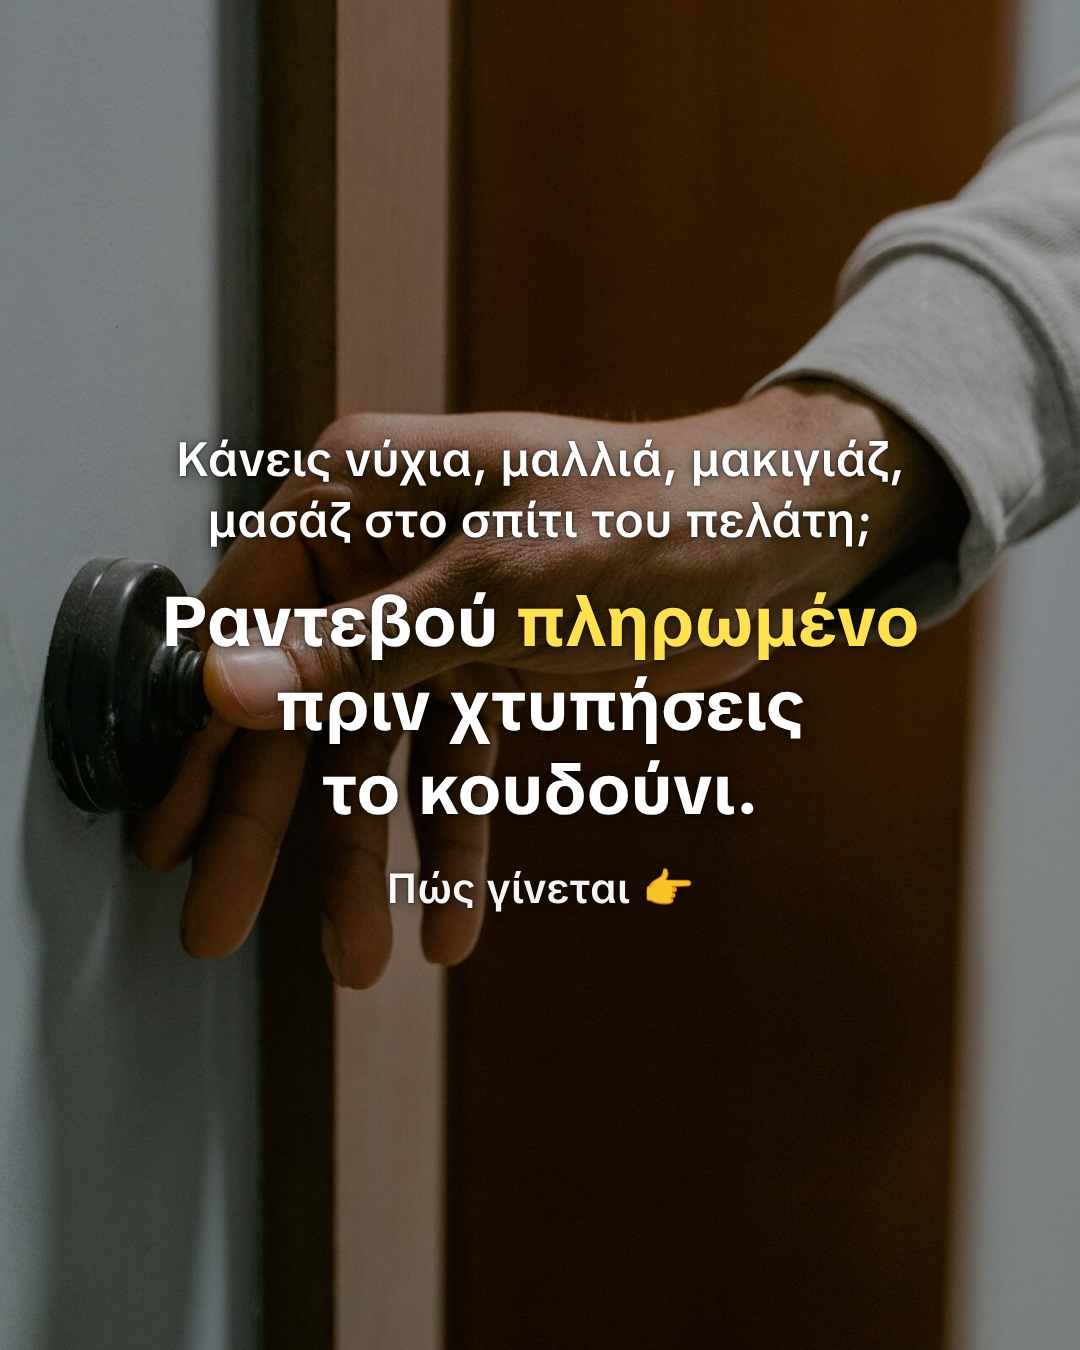 Κάνεις νύχια, μαλλιά, μακιγιάζ,
μασάζ στο σπίτι του πελάτη;
Ραντεβού πληρωμένο
πριν χτυπήσεις
το κουδούνι.
Πώς γίνεται 👉